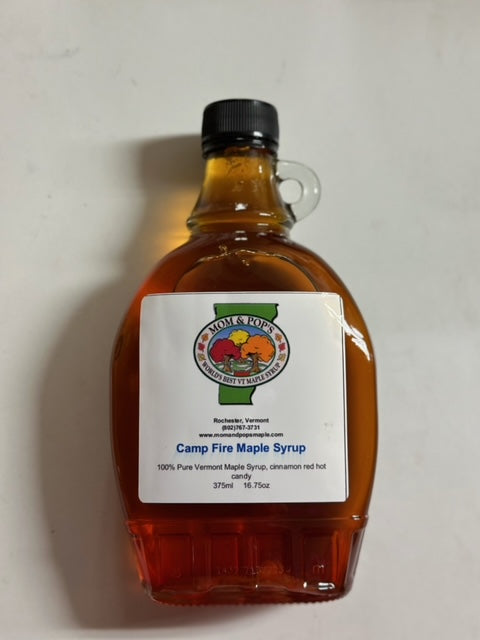 MOM & POP'S
WORLD'S BEST VT MAPLE SYRUP
Rochester, Vermont
(802)767-3731
www.momandpopsmaple.com
Camp Fire Maple Syrup
100% Pure Vermont Maple Syrup, cinnamon red hot
candy
375ml 16.75oz